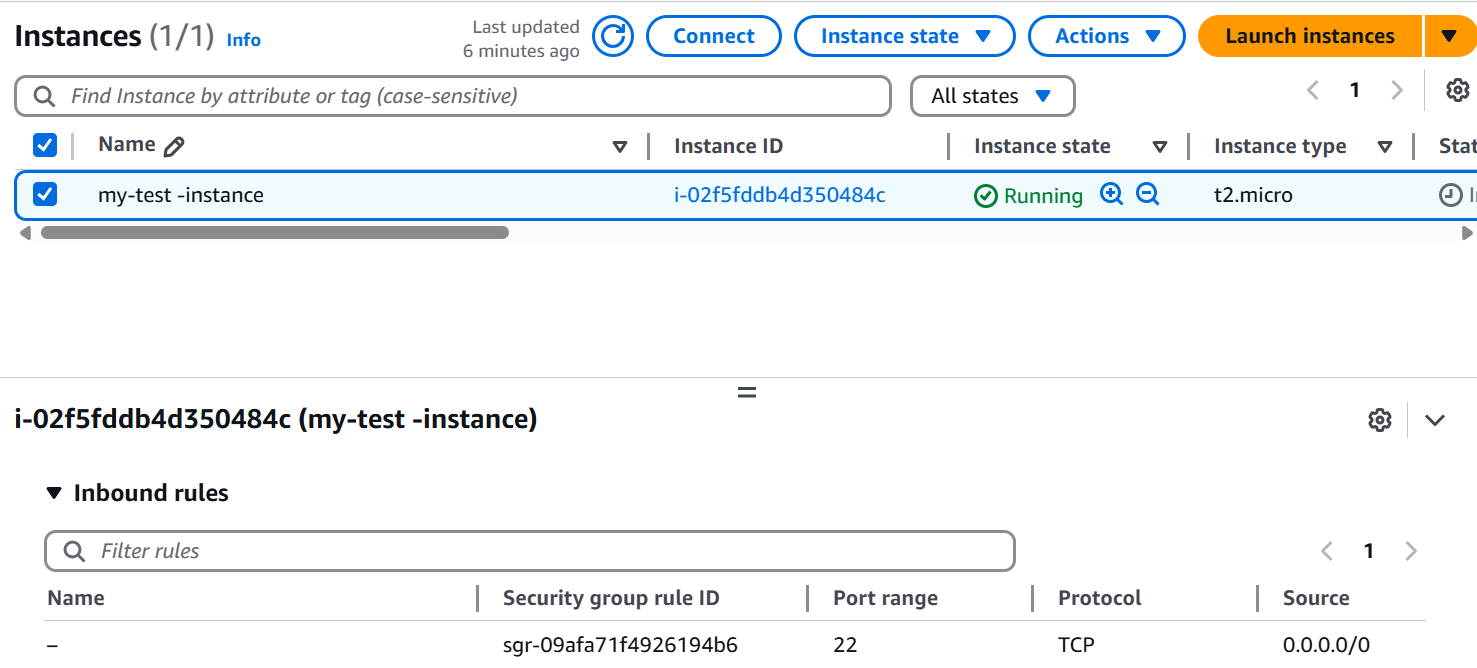 Instances (1/1) Info Last updated 6 minutes ago Connect Instance state Actions Launch instances
Find Instance by attribute or tag (case-sensitive) All states 1
Name Instance ID Instance state Instance type Stat
my-test -instance i-02f5fddb4d350484c Running t2.micro
i-02f5fddb4d350484c (my-test -instance)
Inbound rules
Filter rules 1
Name Security group rule ID Port range Protocol Source
– sgr-09afa71f4926194b6 22 TCP 0.0.0.0/0